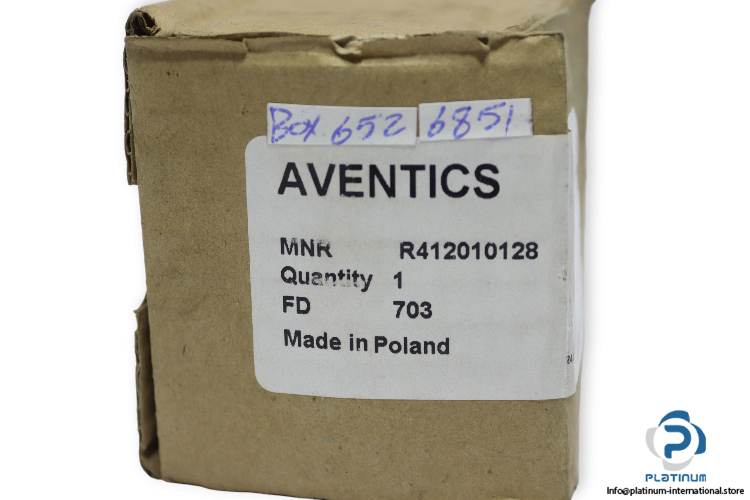 Box 652 6851
AVENTICS
MNR R412010128
Quantity 1
FD 703
Made in Poland
PLATINUM
Info@platinum-international.store